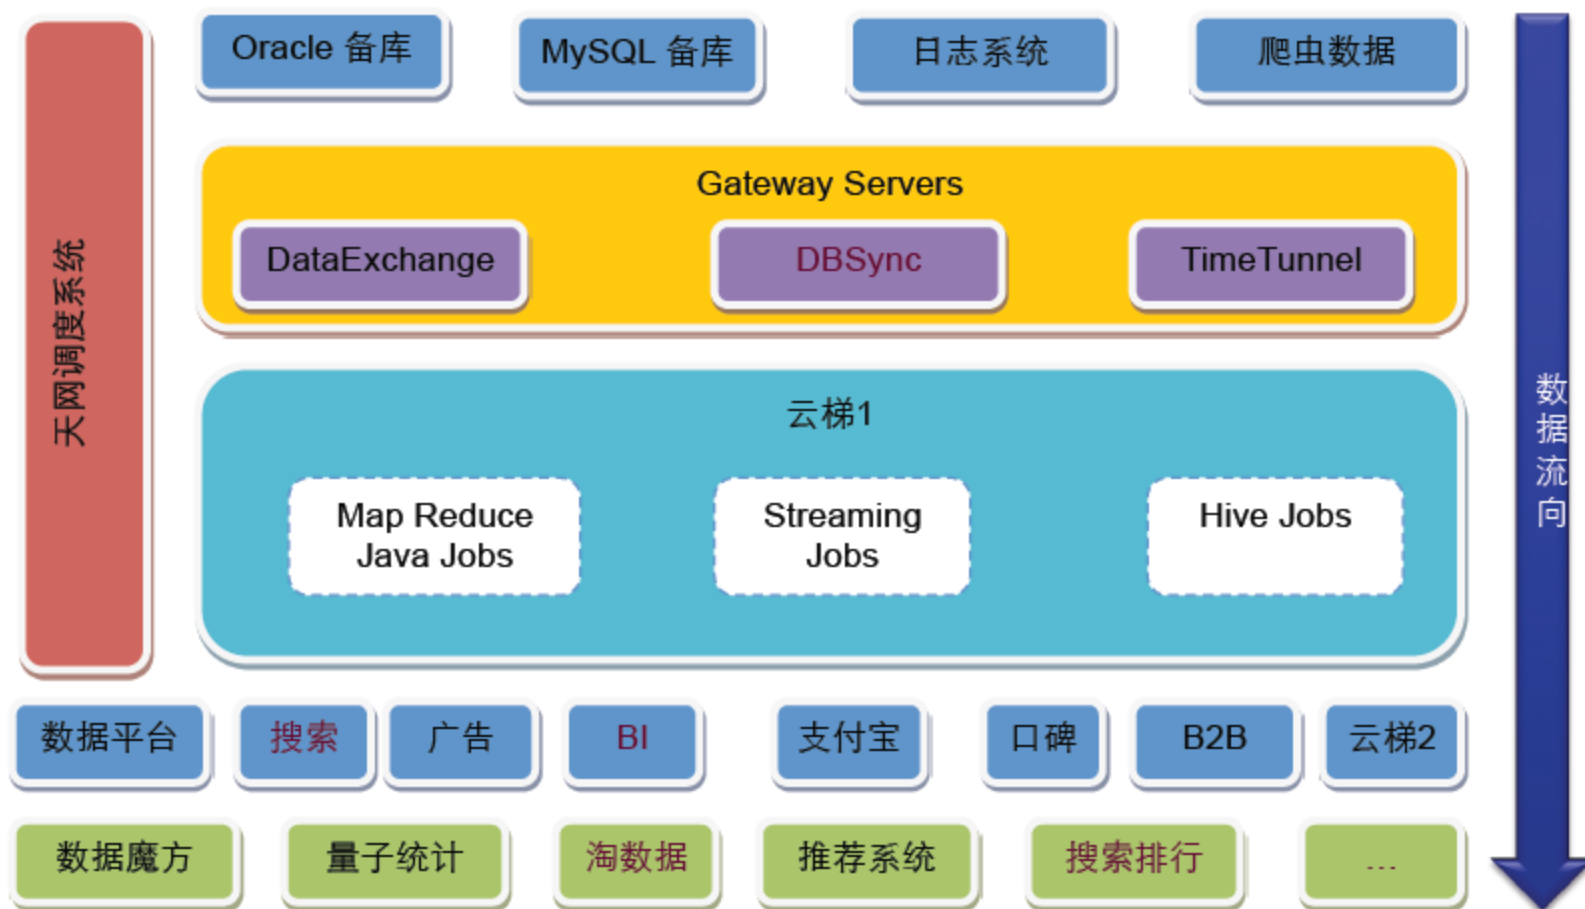 Oracle 备库
MySQL 备库
日志系统
爬虫数据
天网调度系统
Gateway Servers
DataExchange
DBSync
TimeTunnel
云梯1
Map Reduce
Java Jobs
Streaming
Jobs
Hive Jobs
数据流向
数据平台
搜索
广告
BI
支付宝
口碑
B2B
云梯2
数据魔方
量子统计
淘数据
推荐系统
搜索排行
...